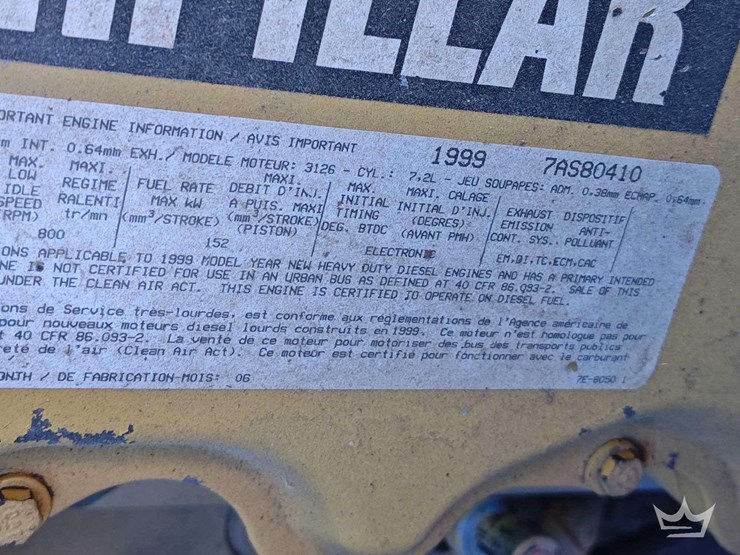 RPILLAR
PORTANT ENGINE INFORMATION / AVIS IMPORTANT
1999 7AS80410
m INT. 0.64mm EXH./ MODELE MOTEUR: 3126 - CYL.: 7.2L - JEU SOUPAPES: ADM. 0.38mm ECHAP. 0.64mm
MAX. LOW IDLE SPEED (RPM)
MAXI. REGIME RALENTI tr/mn
FUEL RATE MAX kW (mm³/STROKE)
MAXI. DEBIT D'INJ. A PUIS. MAXI (mm³/STROKE) (PISTON)
MAX. INITIAL TIMING DEG. BTDC
MAXI. CALAGE INITIAL D'INJ. (DEGRES) (AVANT PMH)
EXHAUST EMISSION CONT. SYS.
DISPOSITIF ANTI- POLLUANT
800
152
ELECTRONIC
EM,DI,TC,ECM,CAC
ONS APPLICABLE TO 1999 MODEL YEAR NEW HEAVY DUTY DIESEL ENGINES AND HAS A PRIMARY INTENDED
NE IS NOT CERTIFIED FOR USE IN AN URBAN BUS AS DEFINED AT 40 CFR 86.093-2. SALE OF THIS
UNDER THE CLEAN AIR ACT. THIS ENGINE IS CERTIFIED TO OPERATE ON DIESEL FUEL.
ions de Service très-lourdes, est conforme aux réglementations de l'Agence américaine de
pour nouveaux moteurs diesel lourds construits en 1999. Ce moteur n'est homologué pas pour
t 40 CFR 86.093-2. La vente de ce moteur pour motoriser des bus des transports publics
reté de l'air (Clean Air Act). Ce moteur est certifié pour fonctionner avec le carburant
ONTH / DE FABRICATION-MOIS: 06
7E-8050 1